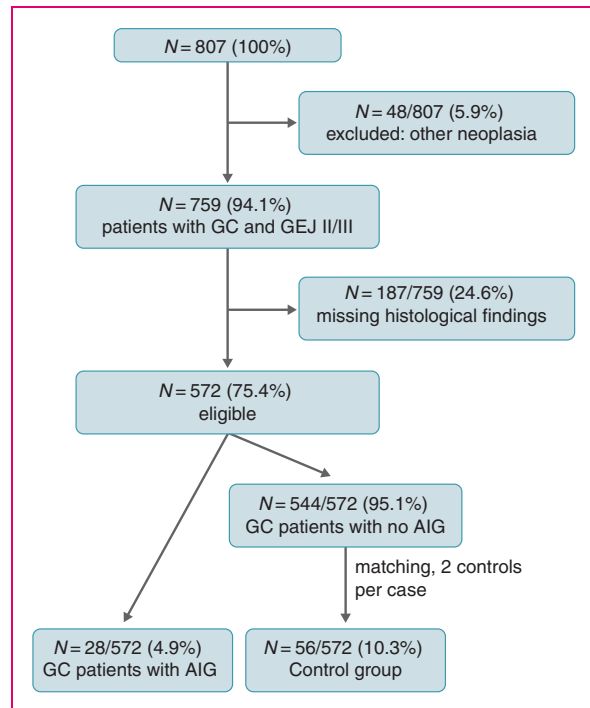 N = 807 (100%)
N = 48/807 (5.9%)
excluded: other neoplasia
N = 759 (94.1%)
patients with GC and GEJ II/III
N = 187/759 (24.6%)
missing histological findings
N = 572 (75.4%)
eligible
N = 544/572 (95.1%)
GC patients with no AIG
matching, 2 controls
per case
N = 28/572 (4.9%)
GC patients with AIG
N = 56/572 (10.3%)
Control group